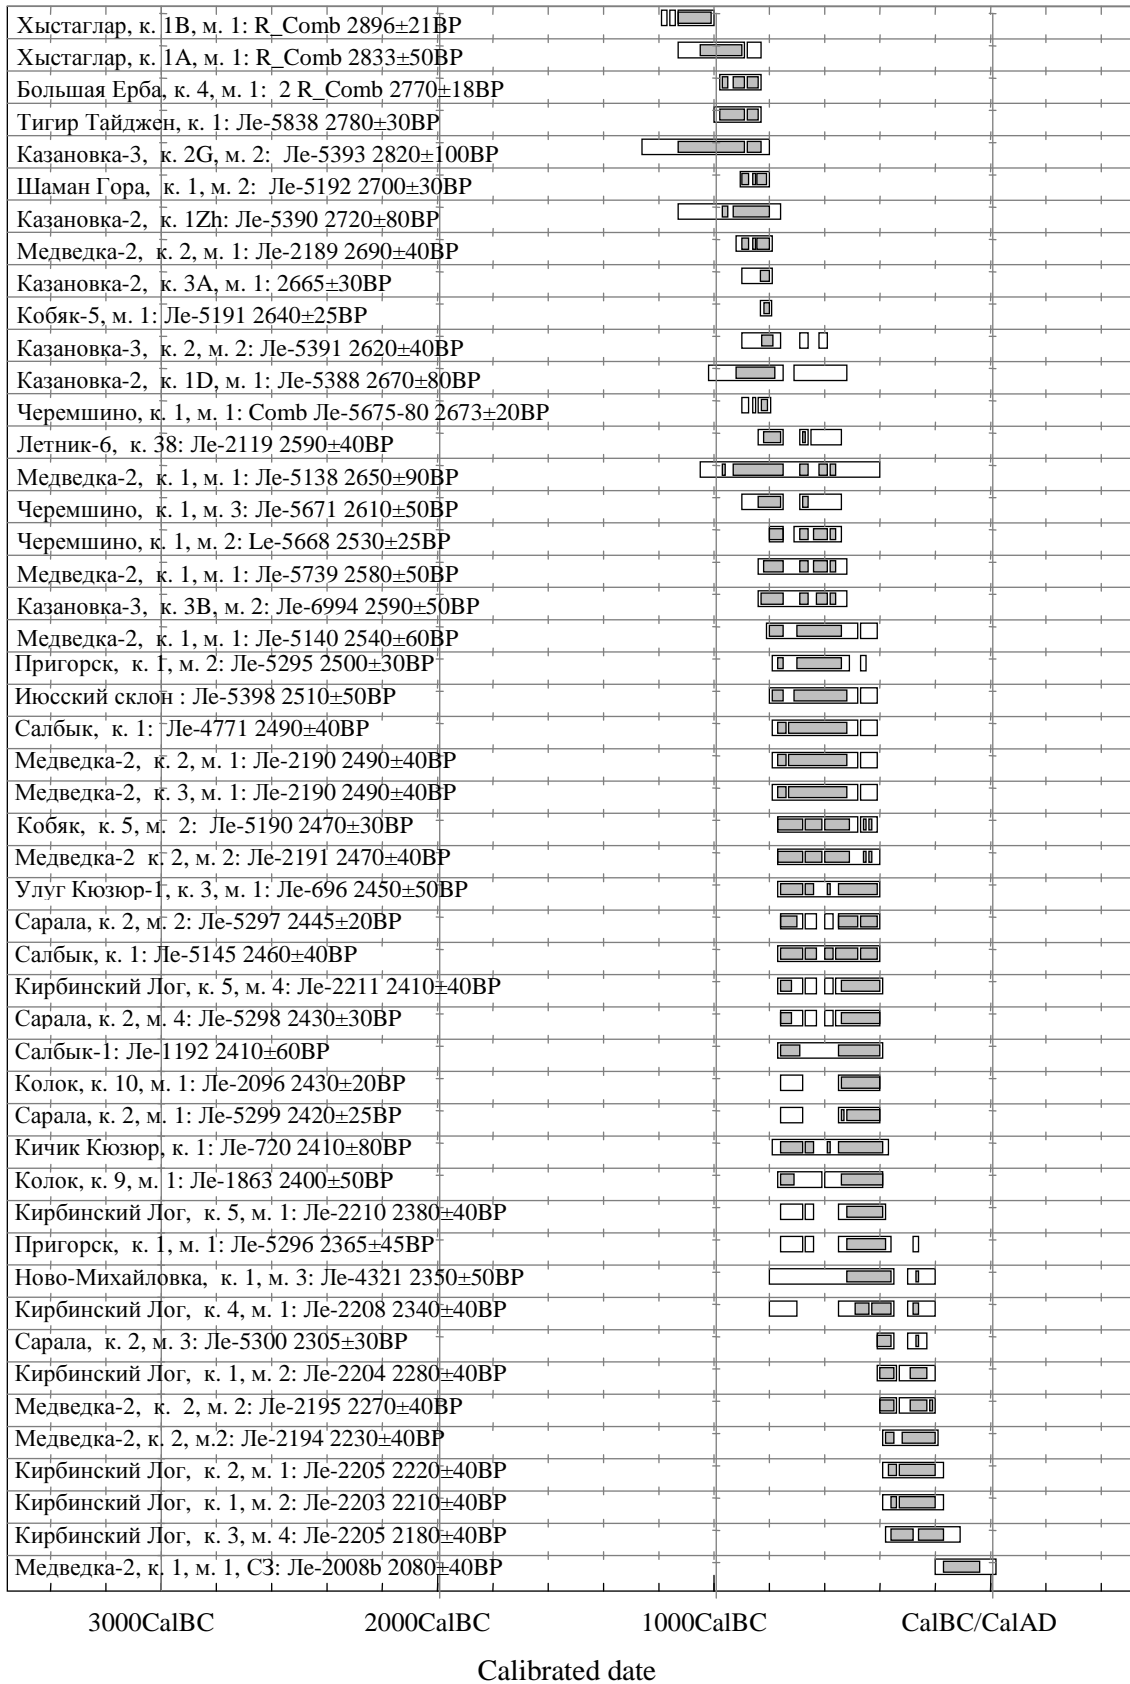 Хыстаглар, к. 1В, м. 1: R_Comb 2896±21BP
Хыстаглар, к. 1А, м. 1: R_Comb 2833±50BP
Большая Ерба, к. 4, м. 1: 2 R_Comb 2770±18BP
Тигир Тайджен, к. 1: Ле-5838 2780±30BP
Казановка-3, к. 2G, м. 2: Ле-5393 2820±100BP
Шаман Гора, к. 1, м. 2: Ле-5192 2700±30BP
Казановка-2, к. 1Zh: Ле-5390 2720±80BP
Медведка-2, к. 2, м. 1: Ле-2189 2690±40BP
Казановка-2, к. 3А, м. 1: 2665±30BP
Кобяк-5, м. 1: Ле-5191 2640±25BP
Казановка-3, к. 2, м. 2: Ле-5391 2620±40BP
Казановка-2, к. 1D, м. 1: Ле-5388 2670±80BP
Черемшино, к. 1, м. 1: Comb Ле-5675-80 2673±20BP
Летник-6, к. 38: Ле-2119 2590±40BP
Медведка-2, к. 1, м. 1: Ле-5138 2650±90BP
Черемшино, к. 1, м. 3: Ле-5671 2610±50BP
Черемшино, к. 1, м. 2: Le-5668 2530±25BP
Медведка-2, к. 1, м. 1: Ле-5739 2580±50BP
Казановка-3, к. 3В, м. 2: Ле-6994 2590±50BP
Медведка-2, к. 1, м. 1: Ле-5140 2540±60BP
Пригорск, к. 1, м. 2: Ле-5295 2500±30BP
Июсский склон : Ле-5398 2510±50BP
Салбык, к. 1: Ле-4771 2490±40BP
Медведка-2, к. 2, м. 1: Ле-2190 2490±40BP
Медведка-2, к. 3, м. 1: Ле-2190 2490±40BP
Кобяк, к. 5, м. 2: Ле-5190 2470±30BP
Медведка-2 к. 2, м. 2: Ле-2191 2470±40BP
Улуг Кюзюр-1, к. 3, м. 1: Ле-696 2450±50BP
Сарала, к. 2, м. 2: Ле-5297 2445±20BP
Салбык, к. 1: Ле-5145 2460±40BP
Кирбинский Лог, к. 5, м. 4: Ле-2211 2410±40BP
Сарала, к. 2, м. 4: Ле-5298 2430±30BP
Салбык-1: Ле-1192 2410±60BP
Колок, к. 10, м. 1: Ле-2096 2430±20BP
Сарала, к. 2, м. 1: Ле-5299 2420±25BP
Кичик Кюзюр, к. 1: Ле-720 2410±80BP
Колок, к. 9, м. 1: Ле-1863 2400±50BP
Кирбинский Лог, к. 5, м. 1: Ле-2210 2380±40BP
Пригорск, к. 1, м. 1: Ле-5296 2365±45BP
Ново-Михайловка, к. 1, м. 3: Ле-4321 2350±50BP
Кирбинский Лог, к. 4, м. 1: Ле-2208 2340±40BP
Сарала, к. 2, м. 3: Ле-5300 2305±30BP
Кирбинский Лог, к. 1, м. 2: Ле-2204 2280±40BP
Медведка-2, к. 2, м. 2: Ле-2195 2270±40BP
Медведка-2, к. 2, м.2: Ле-2194 2230±40BP
Кирбинский Лог, к. 2, м. 1: Ле-2205 2220±40BP
Кирбинский Лог, к. 1, м. 2: Ле-2203 2210±40BP
Кирбинский Лог, к. 3, м. 4: Ле-2205 2180±40BP
Медведка-2, к. 1, м. 1, СЗ: Ле-2008b 2080±40BP
3000CalBC 2000CalBC 1000CalBC CalBC/CalAD
Calibrated date